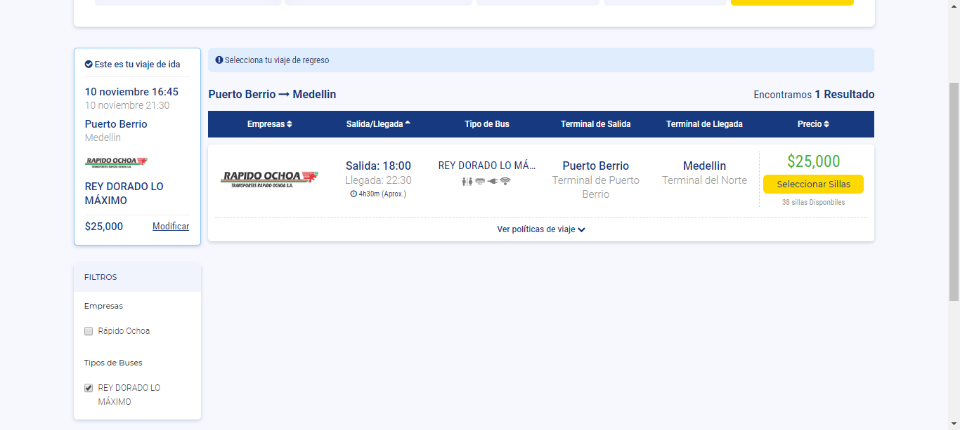 Este es tu viaje de ida
10 noviembre 16:45
10 noviembre 21:30
Puerto Berrio
Medellin
RAPIDO OCHOA
REY DORADO LO
MÁXIMO
$25,000 Modificar
FILTROS
Empresas
Rápido Ochoa
Tipos de Buses
REY DORADO LO
MÁXIMO
Selecciona tu viaje de regreso
Puerto Berrio → Medellin
Encontramos 1 Resultado
Empresas Salida/Llegada Tipo de Bus Terminal de Salida Terminal de Llegada Precio
RAPIDO OCHOA
TRANSPORTES RAPIDO OCHOA S.A.
Salida: 18:00
Llegada: 22:30
4h30m (Aprox.)
REY DORADO LO MÁ...
Puerto Berrio
Terminal de Puerto
Berrio
Medellin
Terminal del Norte
$25,000
Seleccionar Sillas
38 sillas Disponibles
Ver políticas de viaje